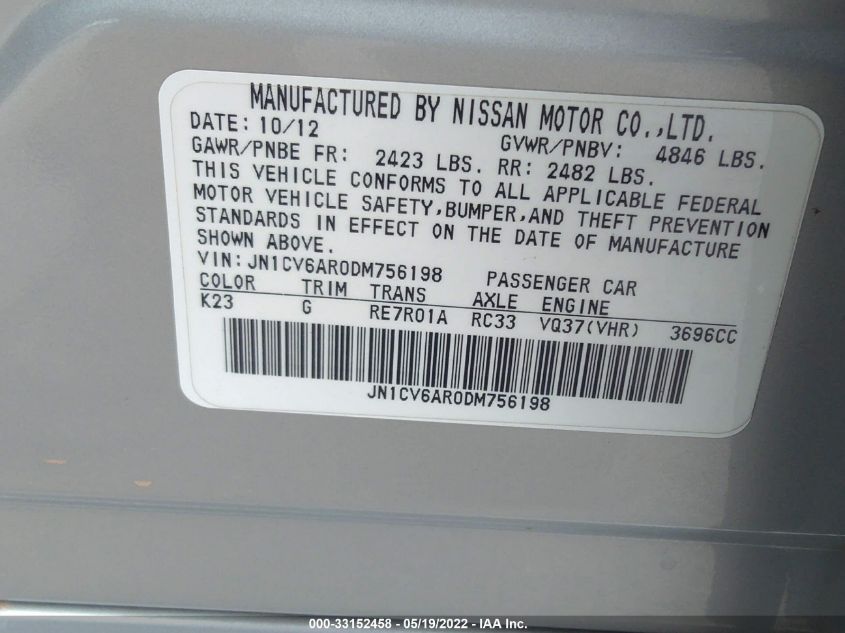 MANUFACTURED BY NISSAN MOTOR CO.,LTD.
DATE: 10/12 GVWR/PNBV: 4846 LBS.
GAWR/PNBE FR: 2423 LBS. RR: 2482 LBS.
THIS VEHICLE CONFORMS TO ALL APPLICABLE FEDERAL
MOTOR VEHICLE SAFETY,BUMPER,AND THEFT PREVENTION
STANDARDS IN EFFECT ON THE DATE OF MANUFACTURE
SHOWN ABOVE.
VIN: JN1CV6AR0DM756198 PASSENGER CAR
COLOR TRIM TRANS AXLE ENGINE
K23 G RE7R01A RC33 VQ37(VHR) 3696CC
JN1CV6AR0DM756198
000-33152458 - 05/19/2022 - IAA Inc.